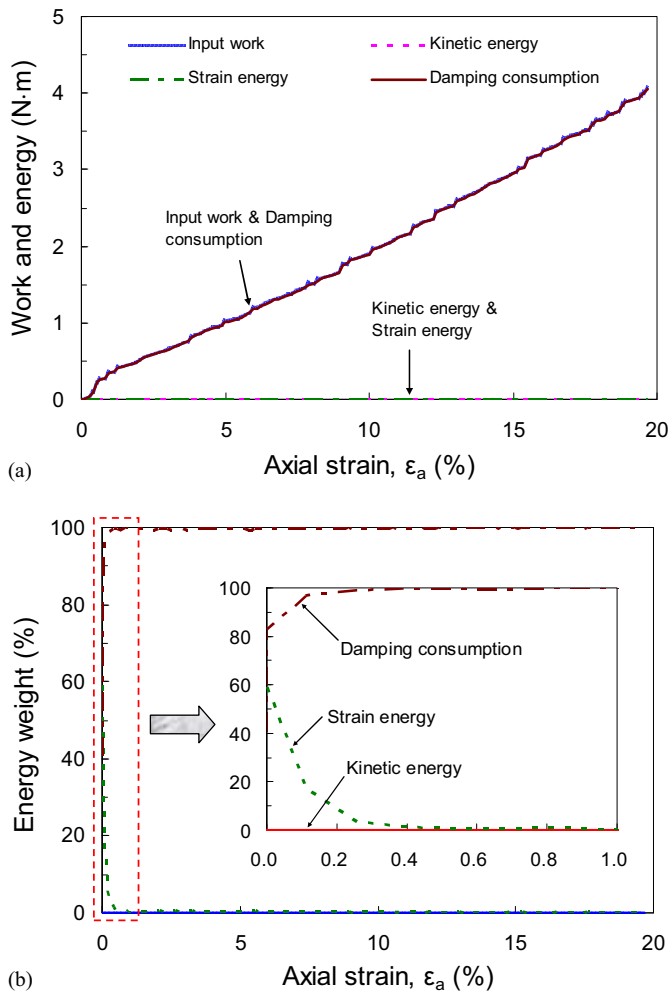 5
4
3
2
1
0
Work and energy (N·m)
Input work
Kinetic energy
Strain energy
Damping consumption
Input work & Damping
consumption
Kinetic energy &
Strain energy
0 5 10 15 20
Axial strain, εa (%)
(a)
100
80
60
40
20
0
Energy weight (%)
100
80
60
40
20
0
Damping consumption
Strain energy
Kinetic energy
0.0 0.2 0.4 0.6 0.8 1.0
0 5 10 15 20
Axial strain, εa (%)
(b)